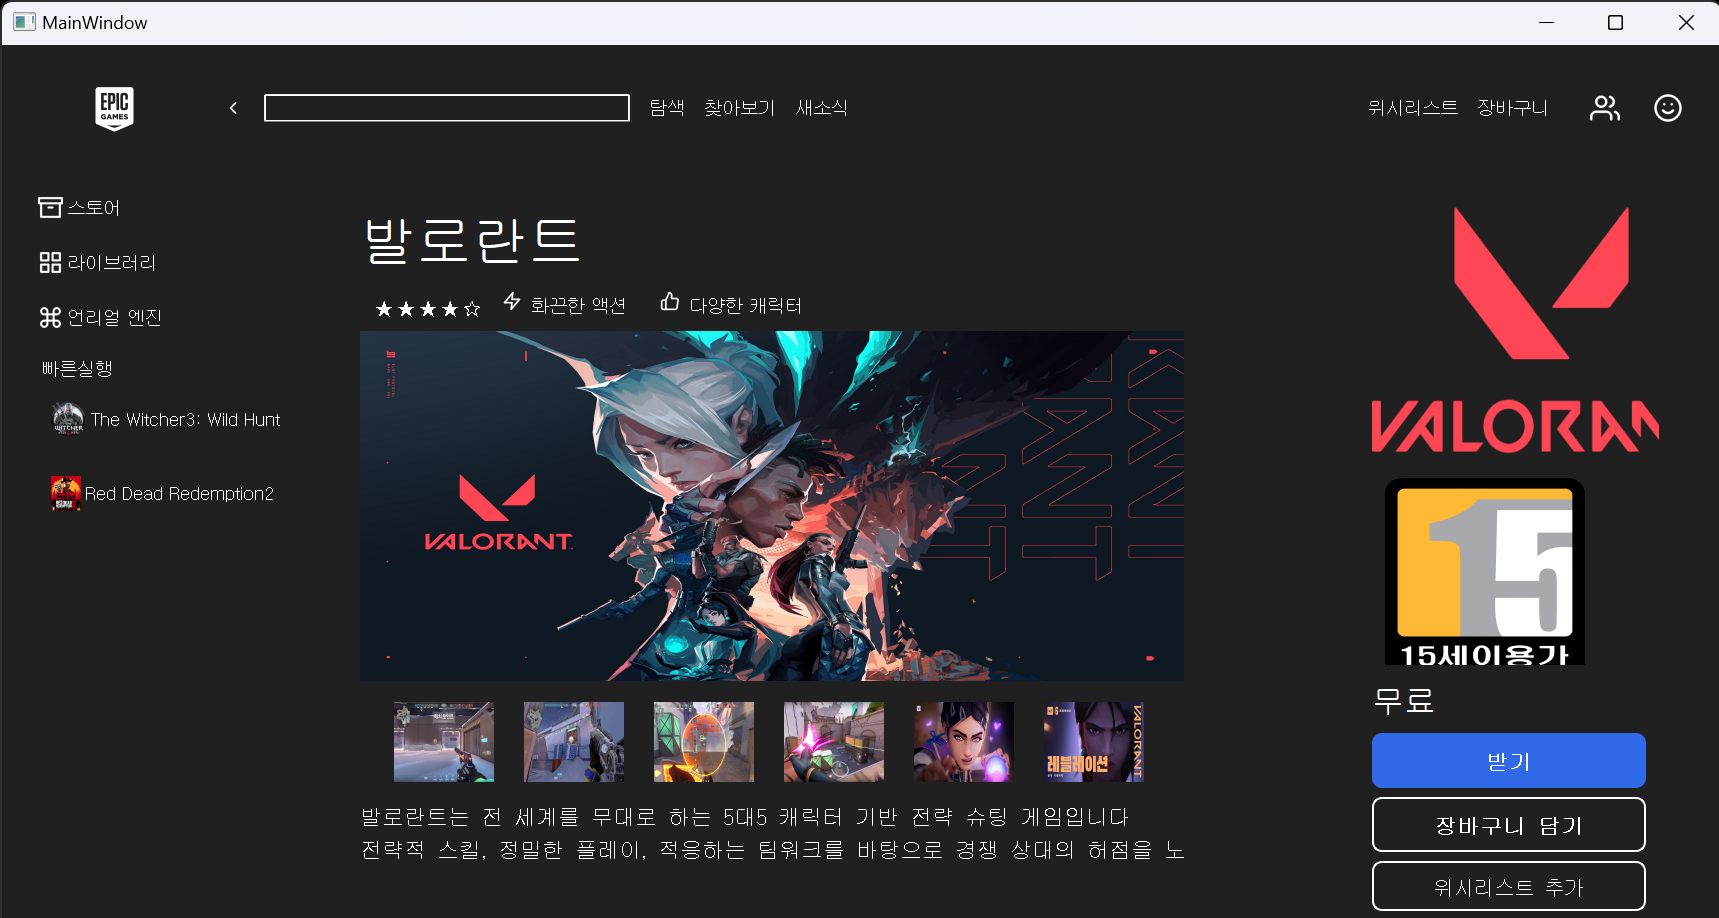 MainWindow
EPIC
GAMES
탐색 찾아보기 새소식
위시리스트 장바구니
스토어
라이브러리
언리얼 엔진
빠른실행
The Witcher3: Wild Hunt
Red Dead Redemption2
발로란트
★★★★☆ 화끈한 액션 다양한 캐릭터
VALORANT
레볼레이션
VALORANT
발로란트는 전 세계를 무대로 하는 5대5 캐릭터 기반 전략 슈팅 게임입니다
전략적 스킬, 정밀한 플레이, 적응하는 팀워크를 바탕으로 경쟁 상대의 허점을 노
VALORAN
15
15세이용가
무료
받기
장바구니 담기
위시리스트 추가